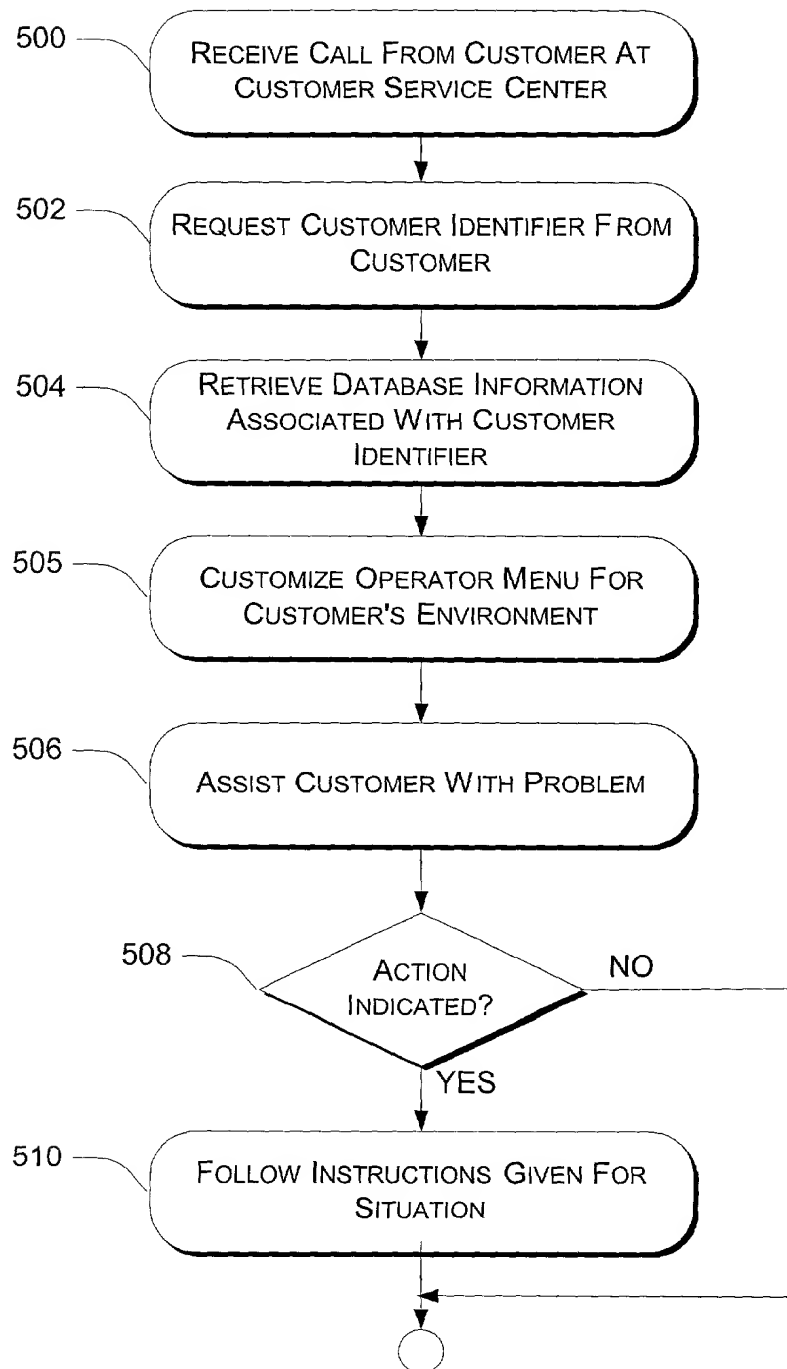 500
RECEIVE CALL FROM CUSTOMER AT
CUSTOMER SERVICE CENTER
502
REQUEST CUSTOMER IDENTIFIER FROM
CUSTOMER
504
RETRIEVE DATABASE INFORMATION
ASSOCIATED WITH CUSTOMER
IDENTIFIER
505
CUSTOMIZE OPERATOR MENU FOR
CUSTOMER'S ENVIRONMENT
506
ASSIST CUSTOMER WITH PROBLEM
508
ACTION
INDICATED?
NO
YES
510
FOLLOW INSTRUCTIONS GIVEN FOR
SITUATION